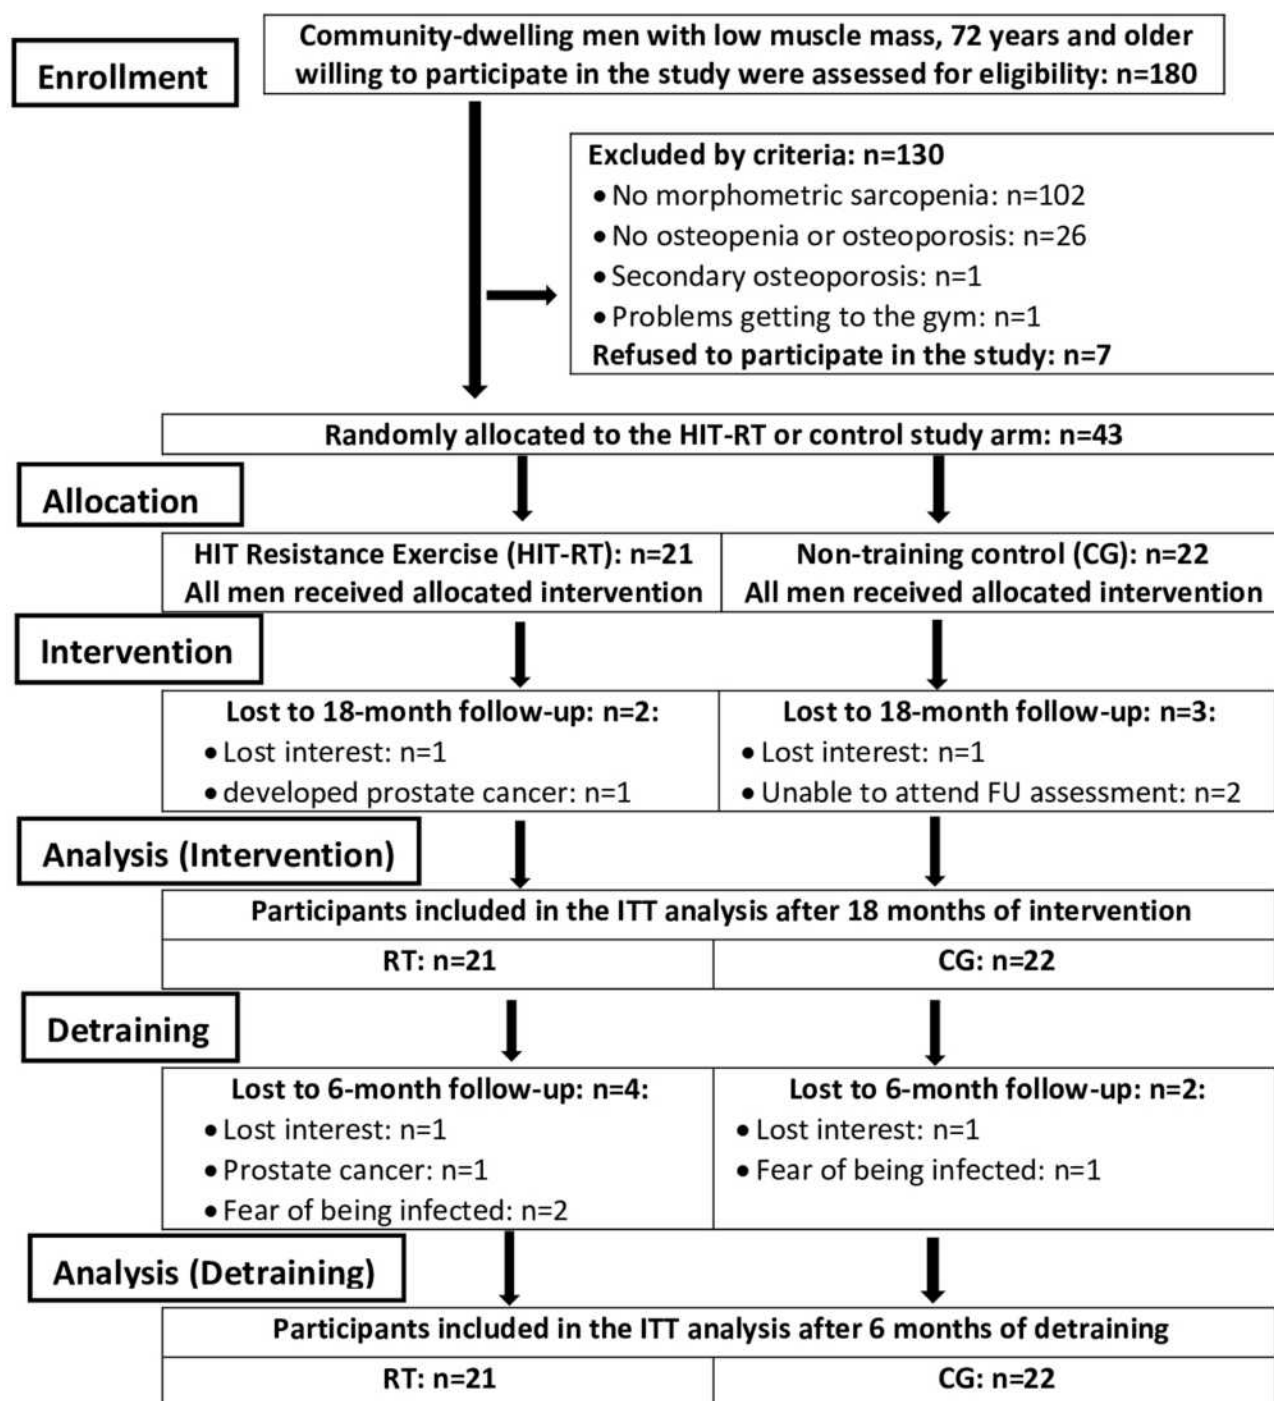 Enrollment
Community-dwelling men with low muscle mass, 72 years and older
willing to participate in the study were assessed for eligibility: n=180
Excluded by criteria: n=130
• No morphometric sarcopenia: n=102
• No osteopenia or osteoporosis: n=26
• Secondary osteoporosis: n=1
• Problems getting to the gym: n=1
Refused to participate in the study: n=7
Randomly allocated to the HIT-RT or control study arm: n=43
Allocation
HIT Resistance Exercise (HIT-RT): n=21
All men received allocated intervention
Non-training control (CG): n=22
All men received allocated intervention
Intervention
Lost to 18-month follow-up: n=2:
• Lost interest: n=1
• developed prostate cancer: n=1
Lost to 18-month follow-up: n=3:
• Lost interest: n=1
• Unable to attend FU assessment: n=2
Analysis (Intervention)
Participants included in the ITT analysis after 18 months of intervention
RT: n=21
CG: n=22
Detraining
Lost to 6-month follow-up: n=4:
• Lost interest: n=1
• Prostate cancer: n=1
• Fear of being infected: n=2
Lost to 6-month follow-up: n=2:
• Lost interest: n=1
• Fear of being infected: n=1
Analysis (Detraining)
Participants included in the ITT analysis after 6 months of detraining
RT: n=21
CG: n=22